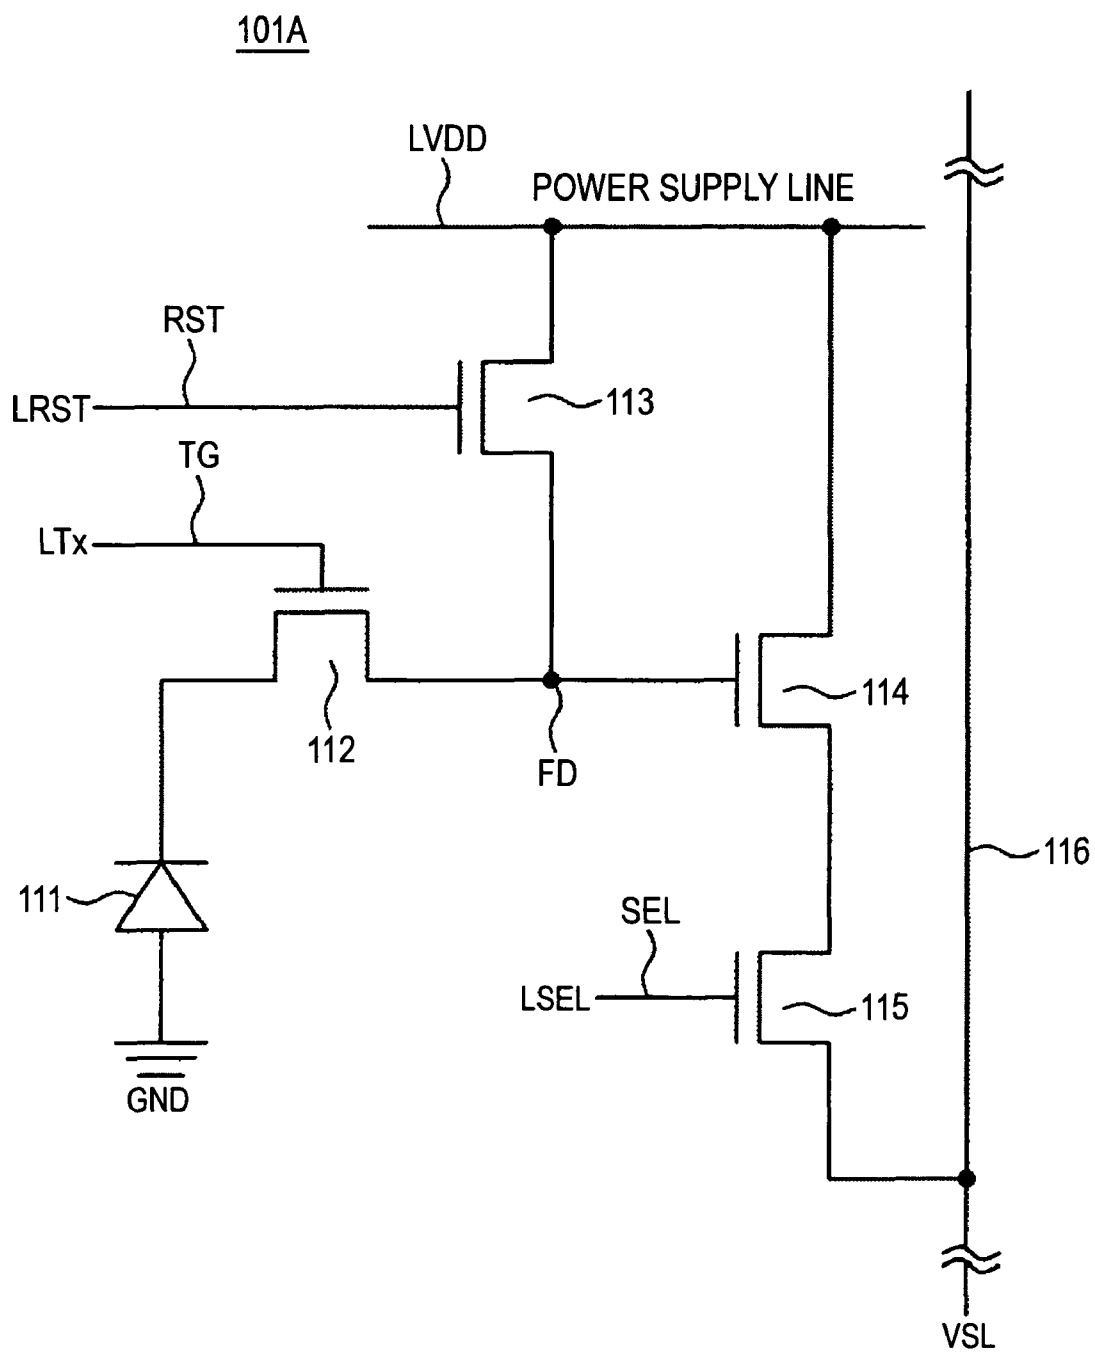 101A
LVDD
POWER SUPPLY LINE
RST
LRST
113
TG
LTx
112
114
FD
116
111
SEL
LSEL
115
GND
VSL